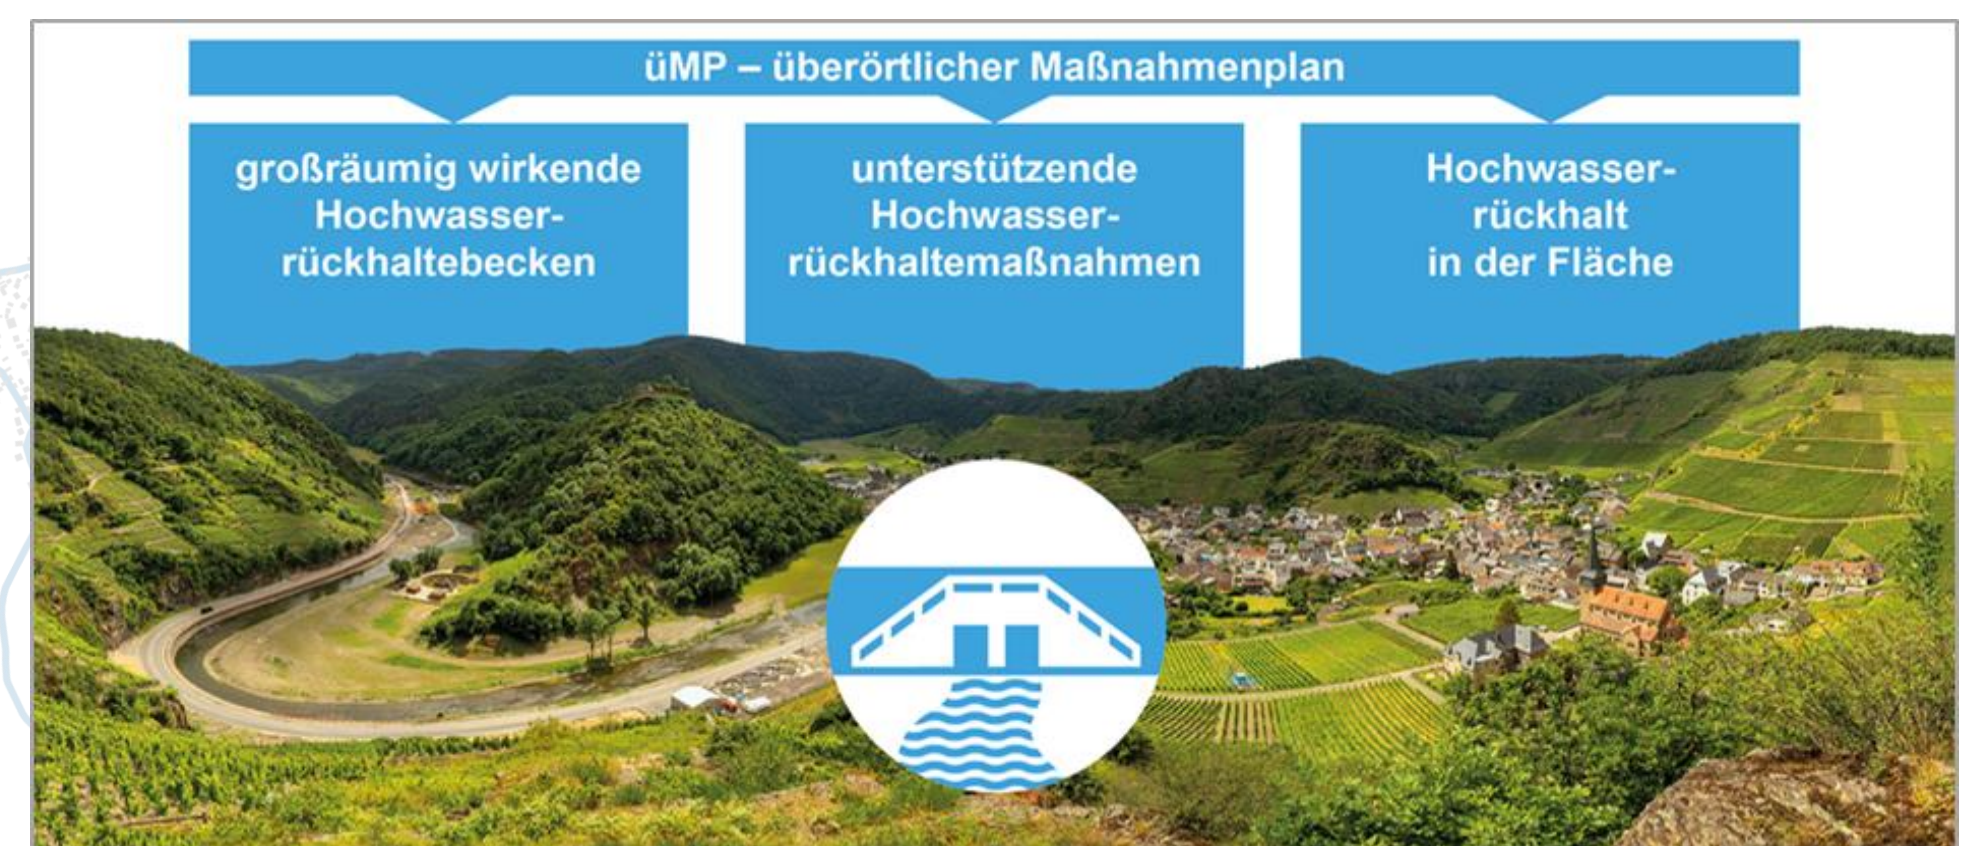 üMP – überörtlicher Maßnahmenplan
großräumig wirkende
Hochwasser-
rückhaltebecken
unterstützende
Hochwasser-
rückhaltemaßnahmen
Hochwasser-
rückhalt
in der Fläche